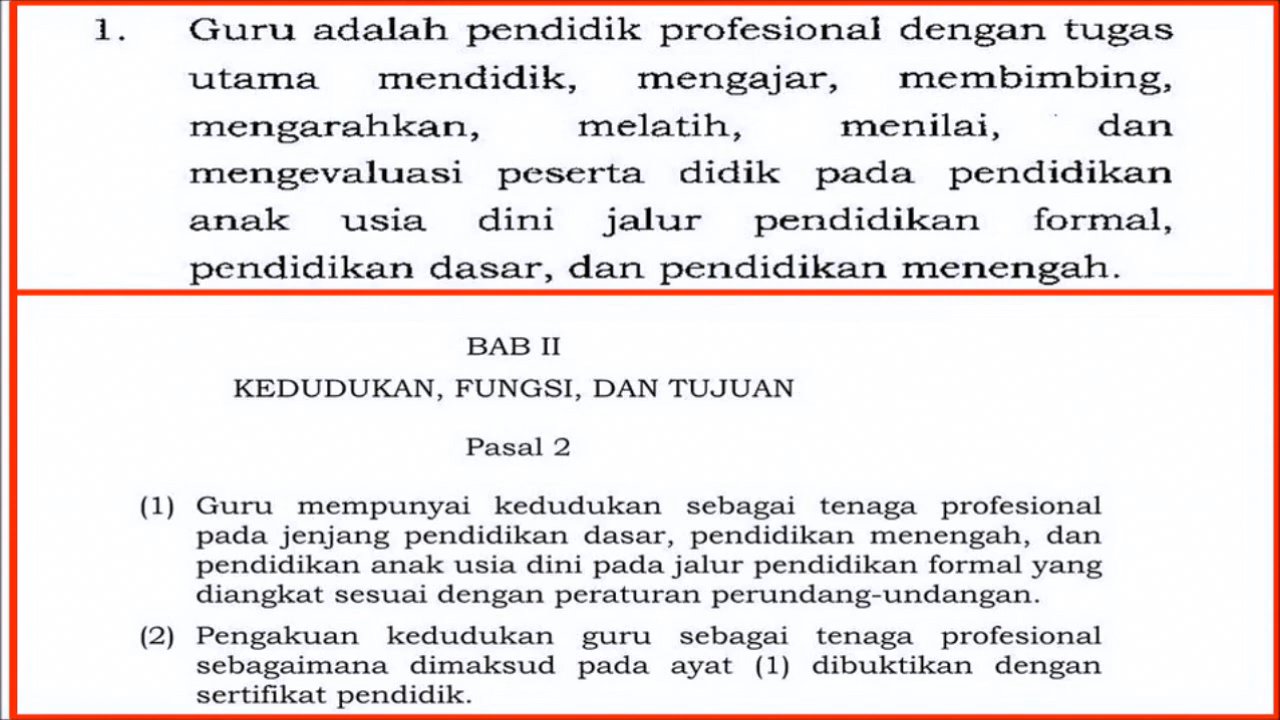 1. Guru adalah pendidik profesional dengan tugas
utama mendidik, mengajar, membimbing,
mengarahkan, melatih, menilai, dan
mengevaluasi peserta didik pada pendidikan
anak usia dini jalur pendidikan formal,
pendidikan dasar, dan pendidikan menengah.
BAB II
KEDUDUKAN, FUNGSI, DAN TUJUAN
Pasal 2
(1) Guru mempunyai kedudukan sebagai tenaga profesional
pada jenjang pendidikan dasar, pendidikan menengah, dan
pendidikan anak usia dini pada jalur pendidikan formal yang
diangkat sesuai dengan peraturan perundang-undangan.
(2) Pengakuan kedudukan guru sebagai tenaga profesional
sebagaimana dimaksud pada ayat (1) dibuktikan dengan
sertifikat pendidik.